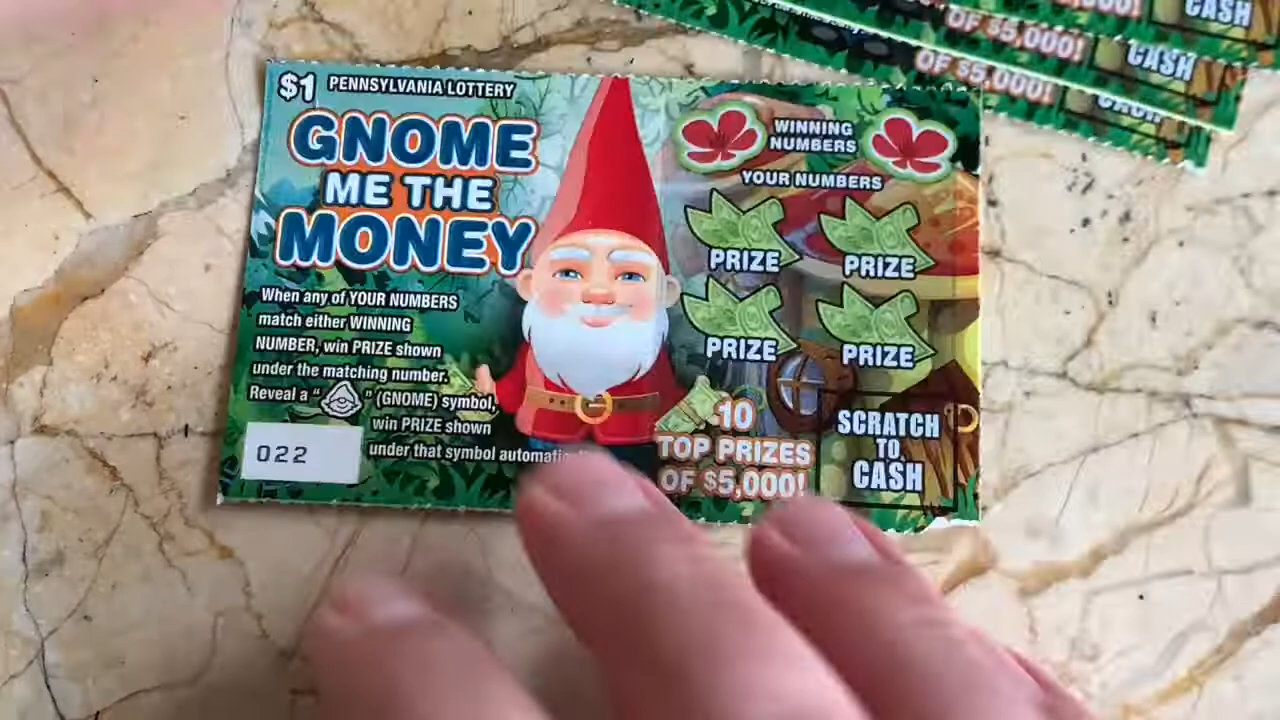 $1 PENNSYLVANIA LOTTERY
GNOME
ME THE
MONEY
When any of YOUR NUMBERS
match either WINNING
NUMBER, win PRIZE shown
under the matching number.
Reveal a " " (GNOME) symbol,
win PRIZE shown
under that symbol
022
WINNING
NUMBERS
YOUR NUMBERS
PRIZE PRIZE
PRIZE PRIZE
10
TOP PRIZES
OF $5,000!
SCRATCH
TO
CASH
CASH
OF $5,000!
CASH
OF $5,000!
CASH